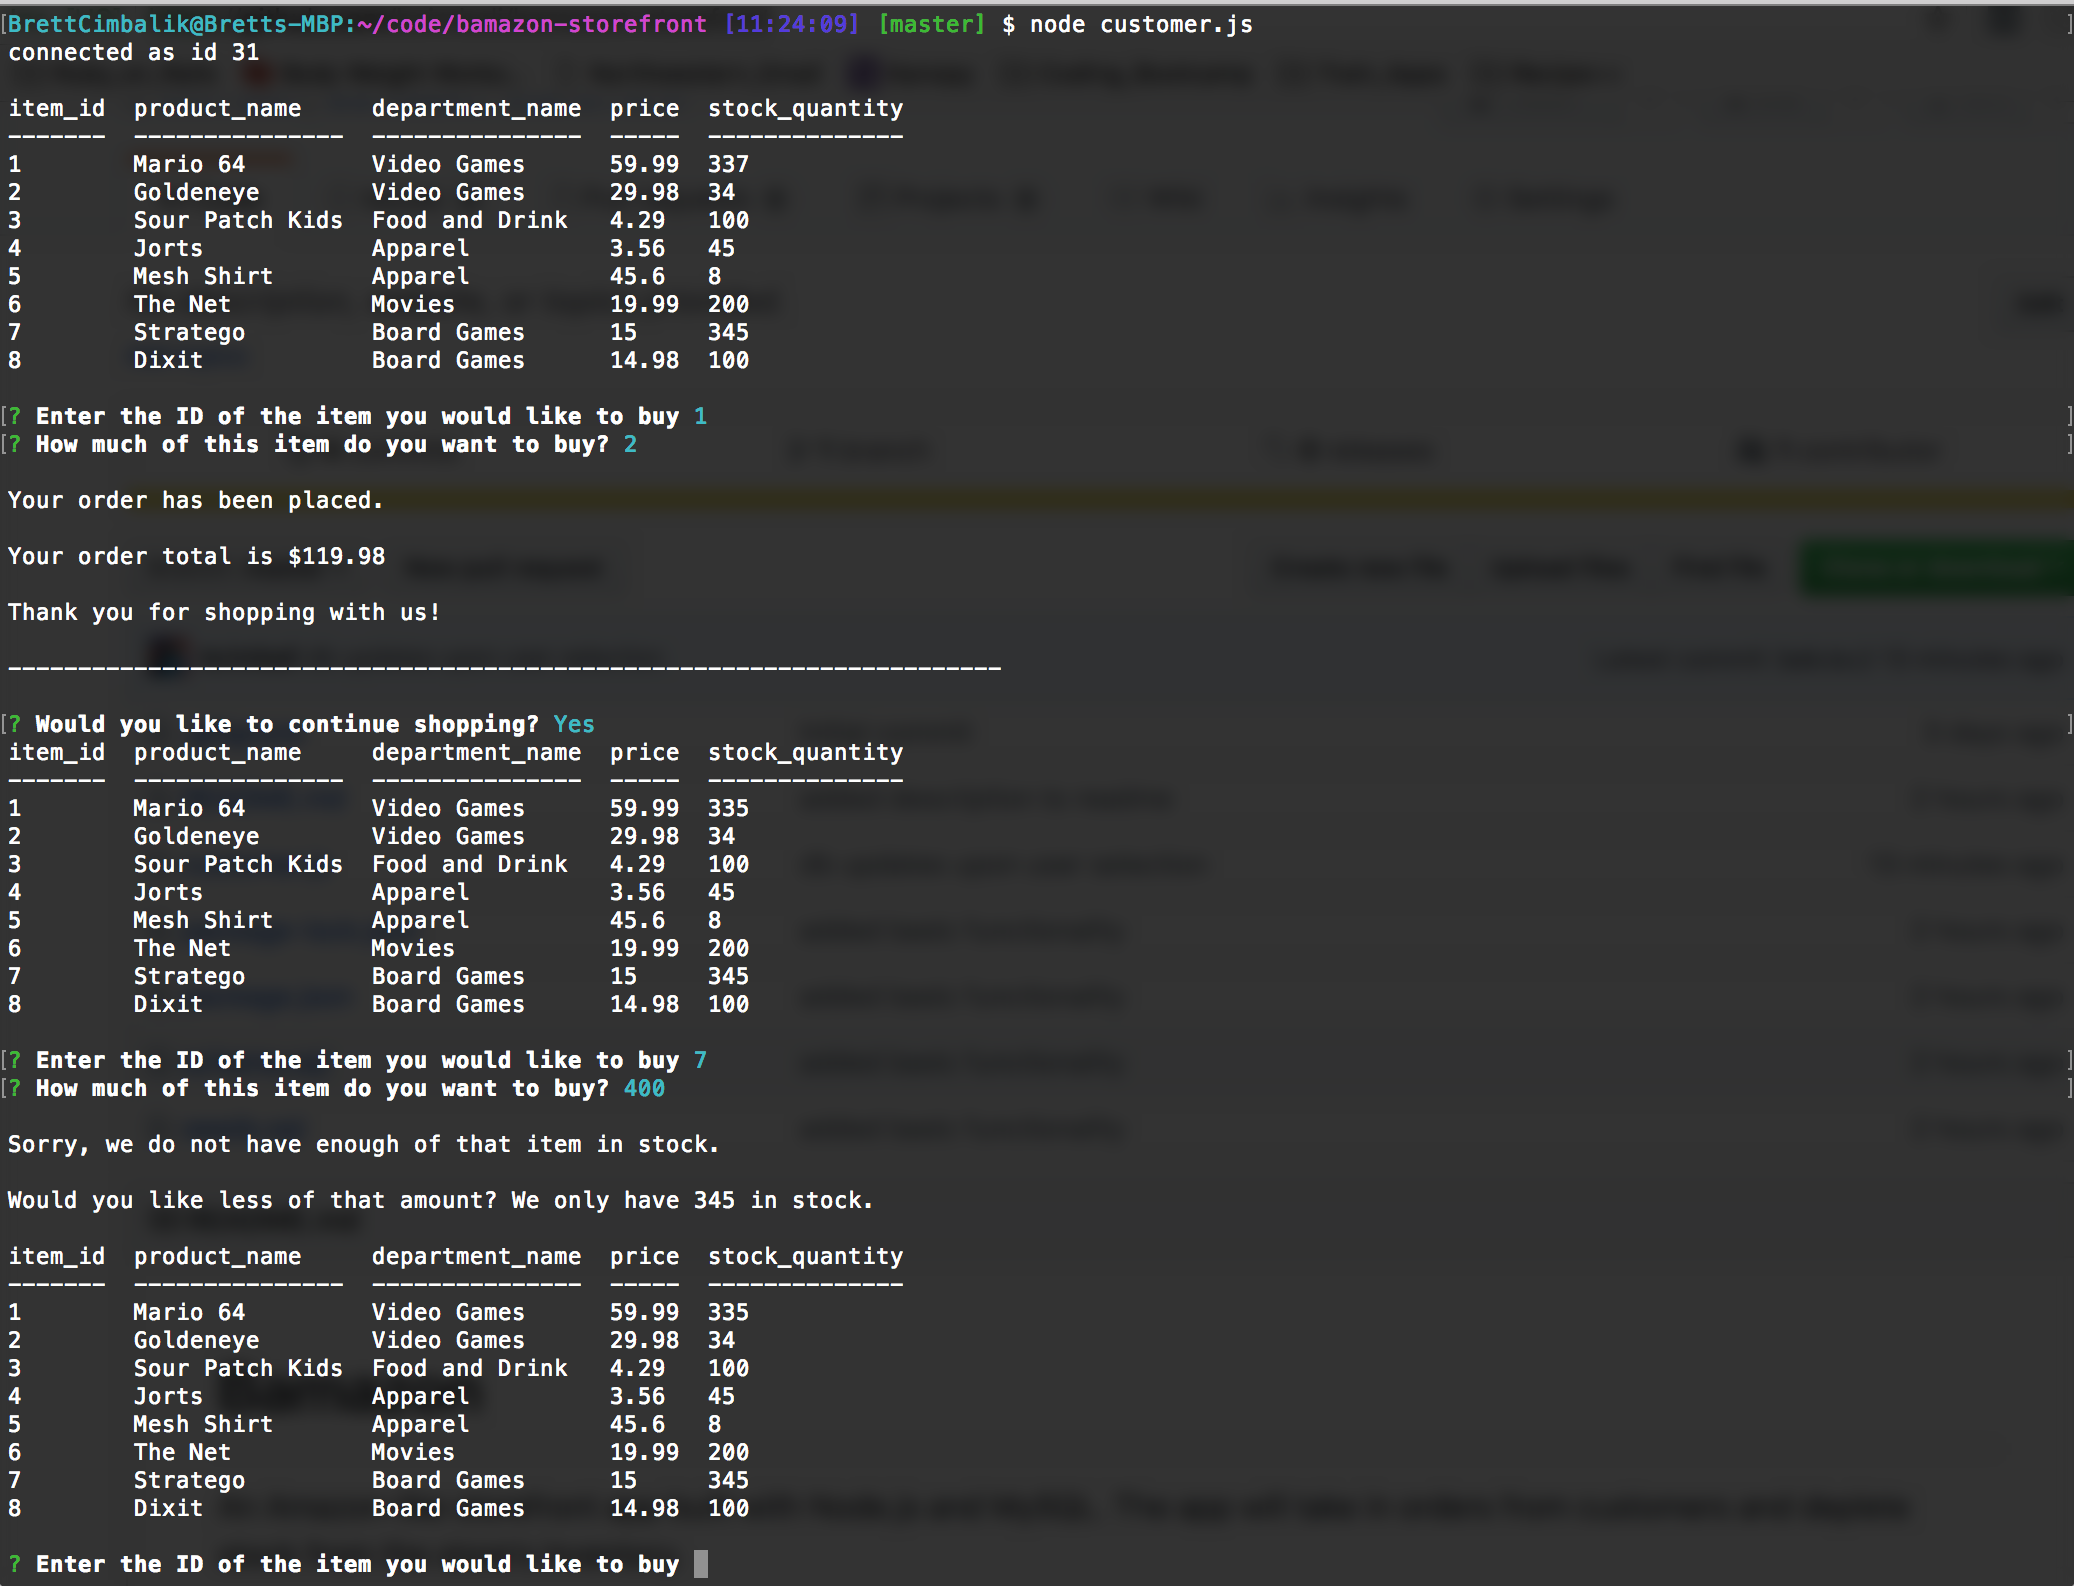 [BrettCimbalik@Bretts-MBP:~/code/bamazon-storefront [11:24:09] [master] $ node customer.js ]
connected as id 31
item_id  product_name     department_name  price  stock_quantity
-------  ---------------  ---------------  -----  --------------
1        Mario 64         Video Games      59.99  337
2        Goldeneye        Video Games      29.98  34
3        Sour Patch Kids  Food and Drink   4.29   100
4        Jorts            Apparel          3.56   45
5        Mesh Shirt       Apparel          45.6   8
6        The Net          Movies           19.99  200
7        Stratego         Board Games      15     345
8        Dixit            Board Games      14.98  100
[? Enter the ID of the item you would like to buy 1 ]
[? How much of this item do you want to buy? 2 ]
Your order has been placed.
Your order total is $119.98
Thank you for shopping with us!
-----------------------------------------------------------------------
[? Would you like to continue shopping? Yes ]
item_id  product_name     department_name  price  stock_quantity
-------  ---------------  ---------------  -----  --------------
1        Mario 64         Video Games      59.99  335
2        Goldeneye        Video Games      29.98  34
3        Sour Patch Kids  Food and Drink   4.29   100
4        Jorts            Apparel          3.56   45
5        Mesh Shirt       Apparel          45.6   8
6        The Net          Movies           19.99  200
7        Stratego         Board Games      15     345
8        Dixit            Board Games      14.98  100
[? Enter the ID of the item you would like to buy 7 ]
[? How much of this item do you want to buy? 400 ]
Sorry, we do not have enough of that item in stock.
Would you like less of that amount? We only have 345 in stock.
item_id  product_name     department_name  price  stock_quantity
-------  ---------------  ---------------  -----  --------------
1        Mario 64         Video Games      59.99  335
2        Goldeneye        Video Games      29.98  34
3        Sour Patch Kids  Food and Drink   4.29   100
4        Jorts            Apparel          3.56   45
5        Mesh Shirt       Apparel          45.6   8
6        The Net          Movies           19.99  200
7        Stratego         Board Games      15     345
8        Dixit            Board Games      14.98  100
? Enter the ID of the item you would like to buy